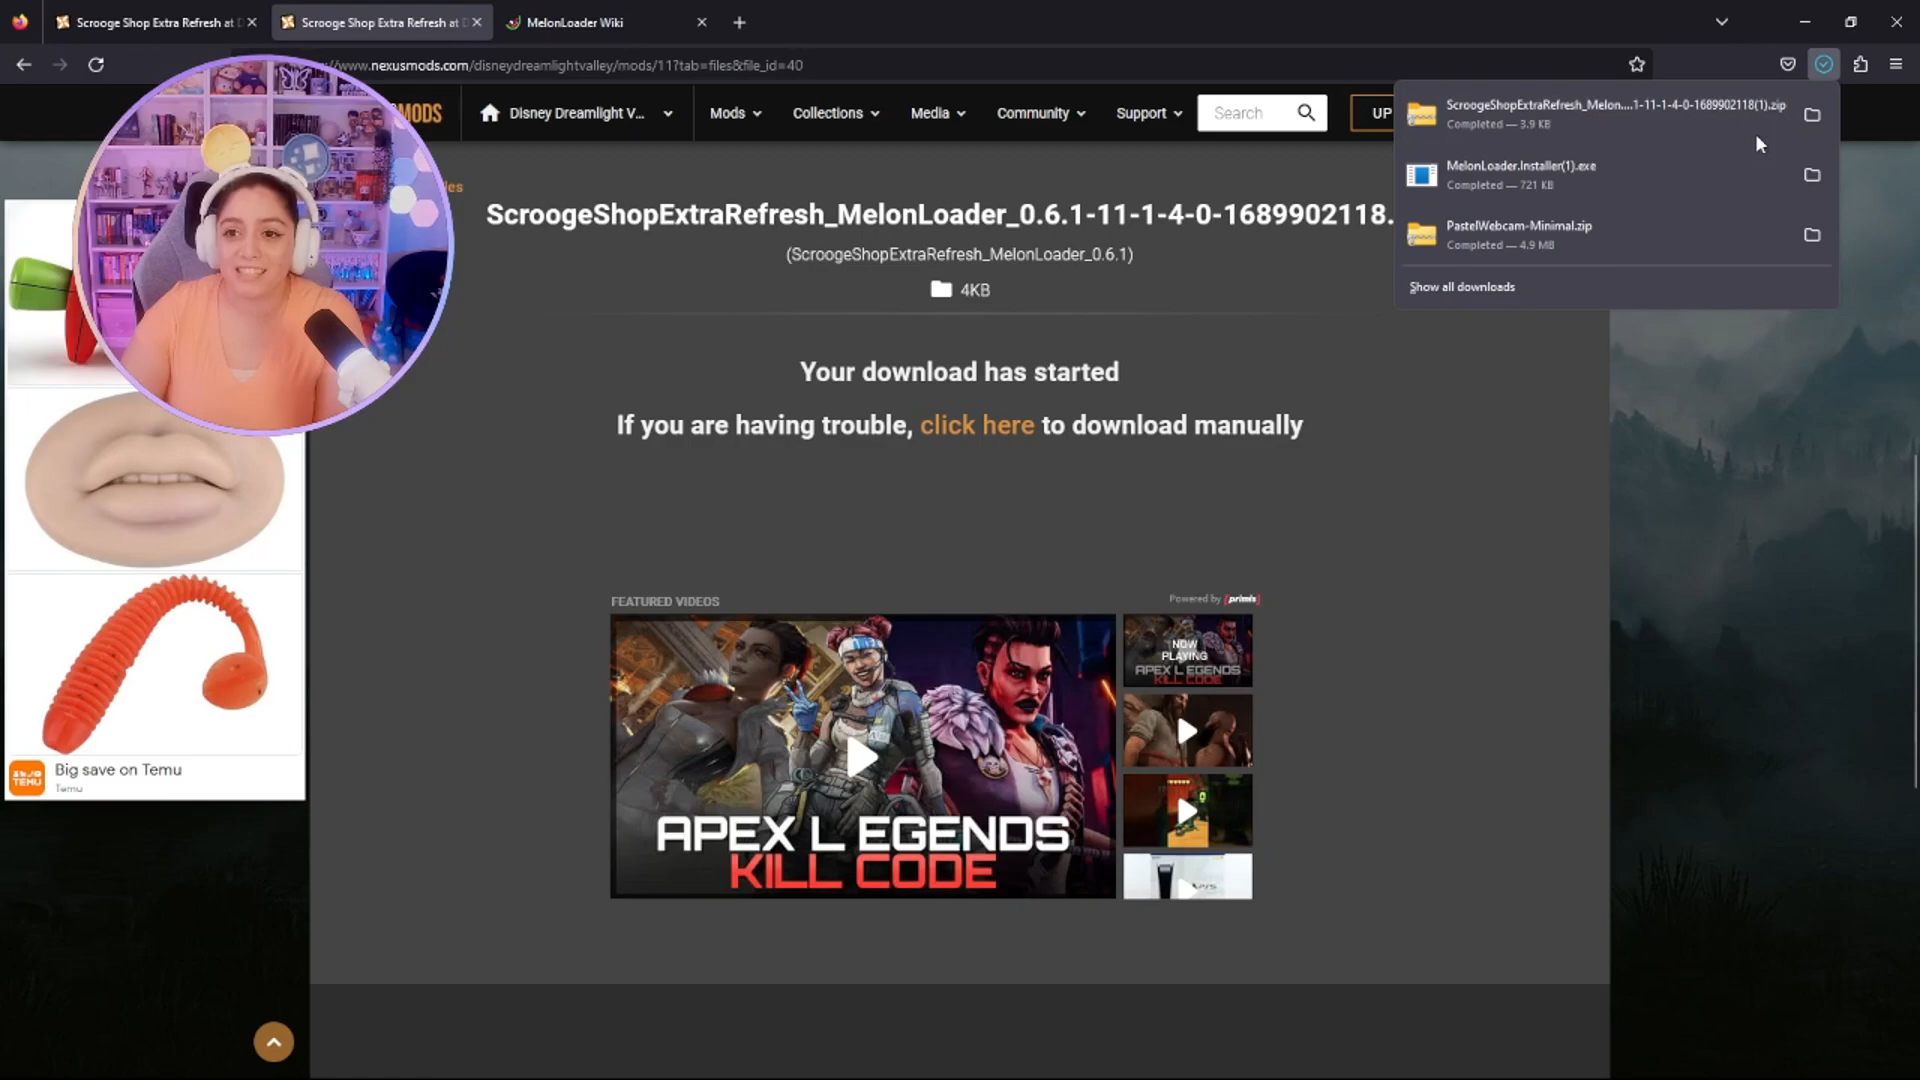 Scrooge Shop Extra Refresh at D
Scrooge Shop Extra Refresh at D
MelonLoader Wiki
www.nexusmods.com/disneydreamlightvalley/mods/11?tab=files&file_id=40
MODS
Disney Dreamlight V...
Mods
Collections
Media
Community
Support
Search
UP
ScroogeShopExtraRefresh_Melon....1-11-1-4-0-1689902118(1).zip
Completed — 3.9 KB
MelonLoader.Installer(1).exe
Completed — 721 KB
PastelWebcam-Minimal.zip
Completed — 4.9 MB
Show all downloads
les
ScroogeShopExtraRefresh_MelonLoader_0.6.1-11-1-4-0-1689902118.
(ScroogeShopExtraRefresh_MelonLoader_0.6.1)
4KB
Your download has started
If you are having trouble, click here to download manually
FEATURED VIDEOS
Powered by [primis]
APEX LEGENDS
KILL CODE
NOW
PLAYING
APEX LEGENDS
KILL CODE
TEMU
Big save on Temu
Temu